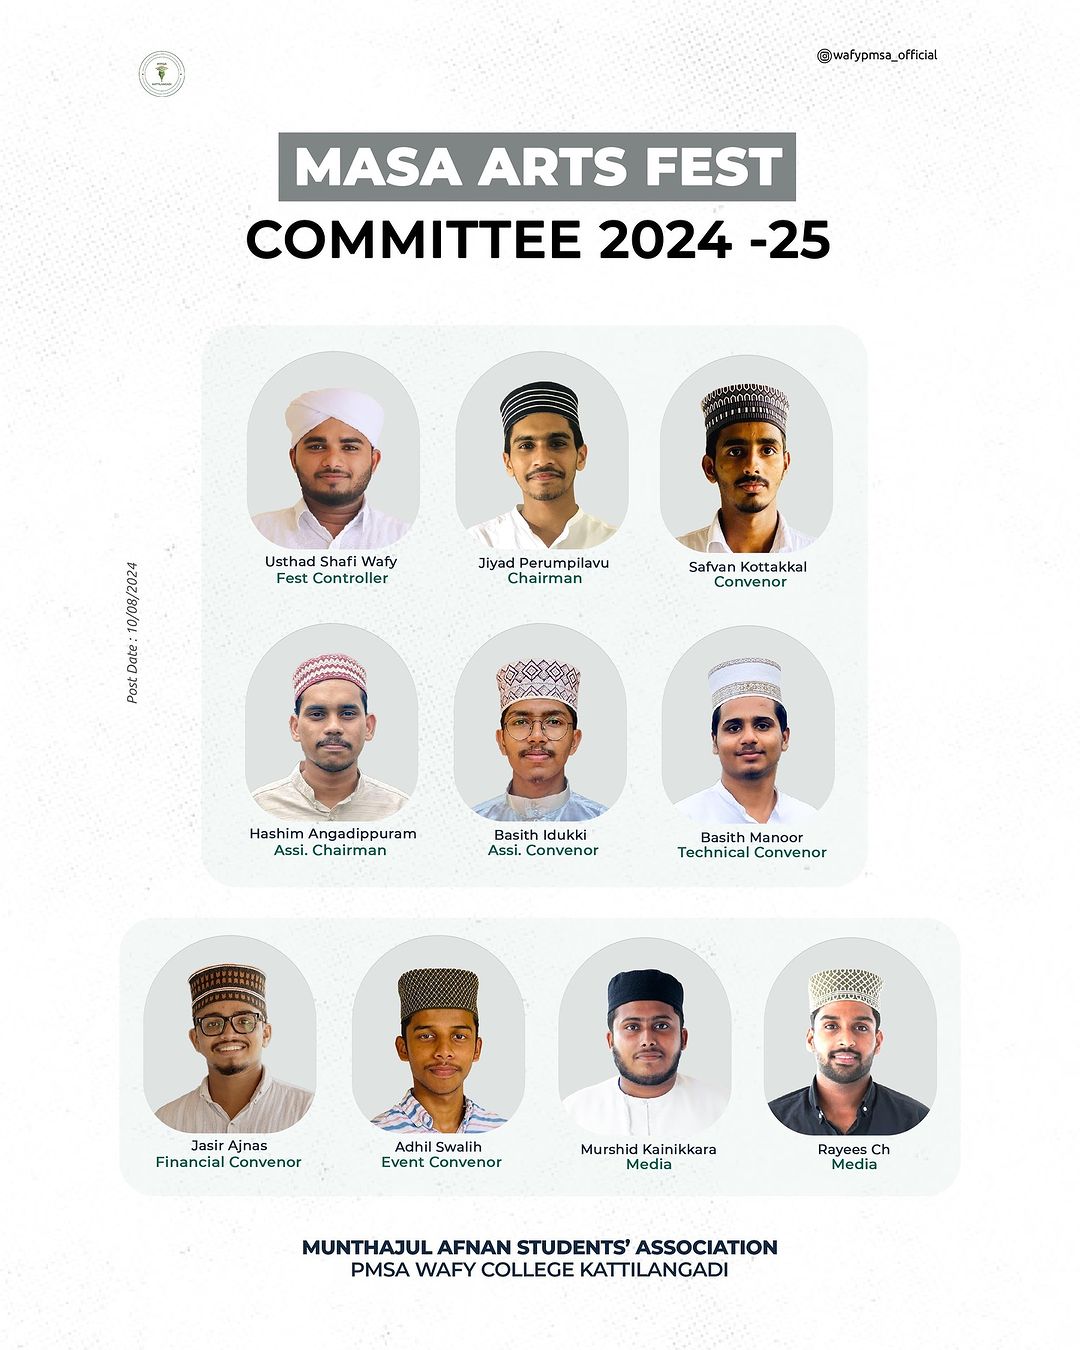 PMSA
KATTILANGADI
wafypmsa_official
MASA ARTS FEST
COMMITTEE 2024 -25
Usthad Shafi Wafy
Fest Controller
Jiyad Perumpilavu
Chairman
Safvan Kottakkal
Convenor
Post Date : 10/08/2024
Hashim Angadippuram
Assi. Chairman
Basith Idukki
Assi. Convenor
Basith Manoor
Technical Convenor
Jasir Ajnas
Financial Convenor
Adhil Swalih
Event Convenor
Murshid Kainikkara
Media
Rayees Ch
Media
MUNTHAJUL AFNAN STUDENTS’ ASSOCIATION
PMSA WAFY COLLEGE KATTILANGADI